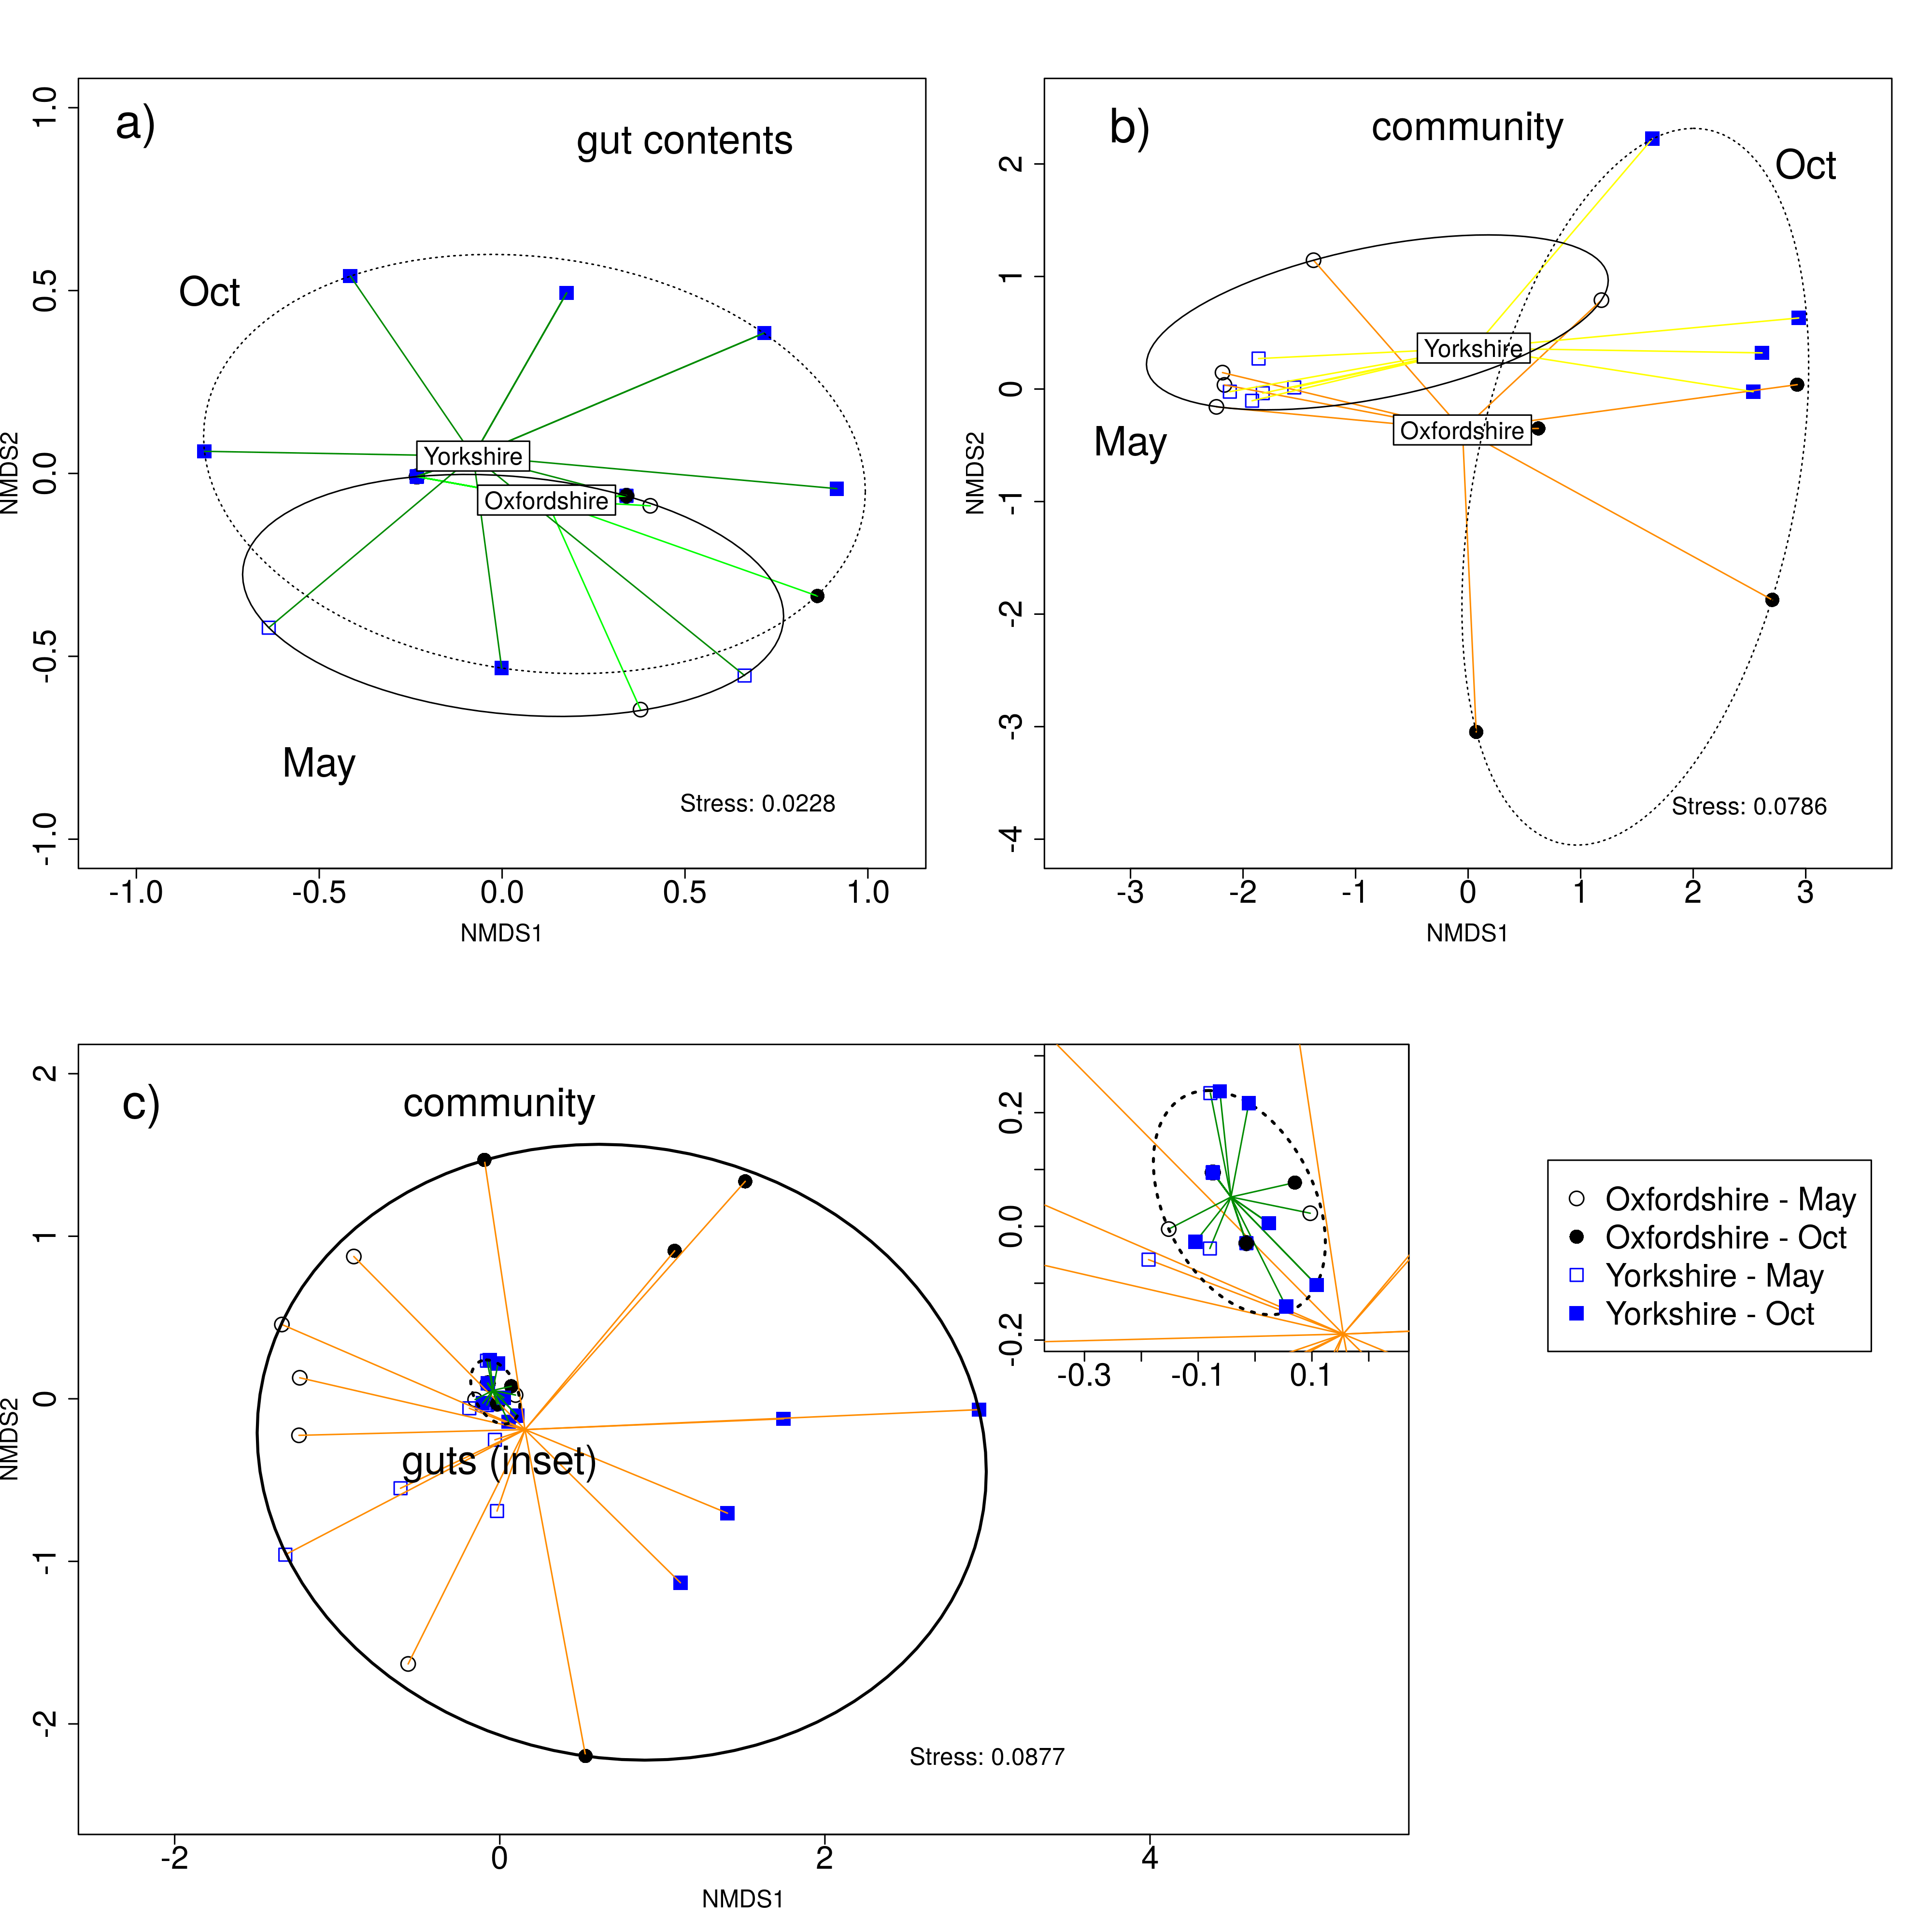 a)
gut contents
1.0
0.5
0.0
-0.5
-1.0
NMDS2
Oct
Yorkshire
Oxfordshire
May
Stress: 0.0228
-1.0 -0.5 0.0 0.5 1.0
NMDS1
b)
community
Oct
2
1
0
-1
-2
-3
-4
NMDS2
Yorkshire
May
Oxfordshire
Stress: 0.0786
-3 -2 -1 0 1 2 3
NMDS1
c)
community
2
1
0
-1
-2
NMDS2
guts (inset)
Stress: 0.0877
-2 0 2 4
NMDS1
0.2
0.0
-0.2
-0.3 -0.1 0.1
Oxfordshire - May
Oxfordshire - Oct
Yorkshire - May
Yorkshire - Oct